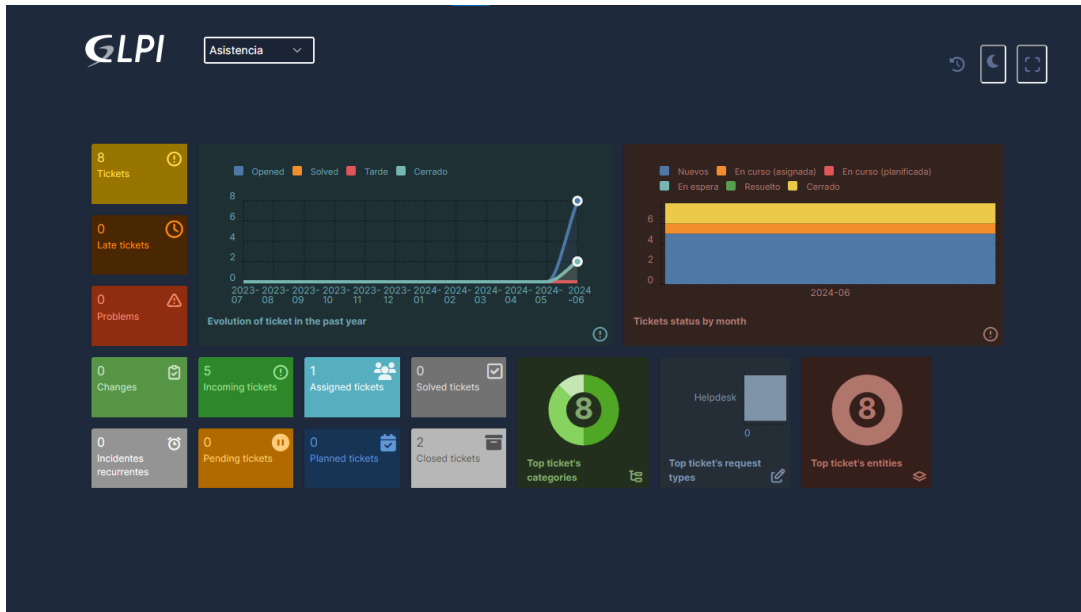 GLPI
Asistencia
8
Tickets
0
Late tickets
0
Problems
Opened Solved Tarde Cerrado
8
6
4
2
0
2023-07 2023-08 2023-09 2023-10 2023-11 2023-12 2024-01 2024-02 2024-03 2024-04 2024-05 2024-06
Evolution of ticket in the past year
Nuevos En curso (asignada) En curso (planificada)
En espera Resuelto Cerrado
6
4
2
0
2024-06
Tickets status by month
0
Changes
5
Incoming tickets
1
Assigned tickets
0
Solved tickets
0
Incidentes
recurrentes
0
Pending tickets
0
Planned tickets
2
Closed tickets
8
Top ticket's
categories
Helpdesk
0
Top ticket's request
types
8
Top ticket's entities